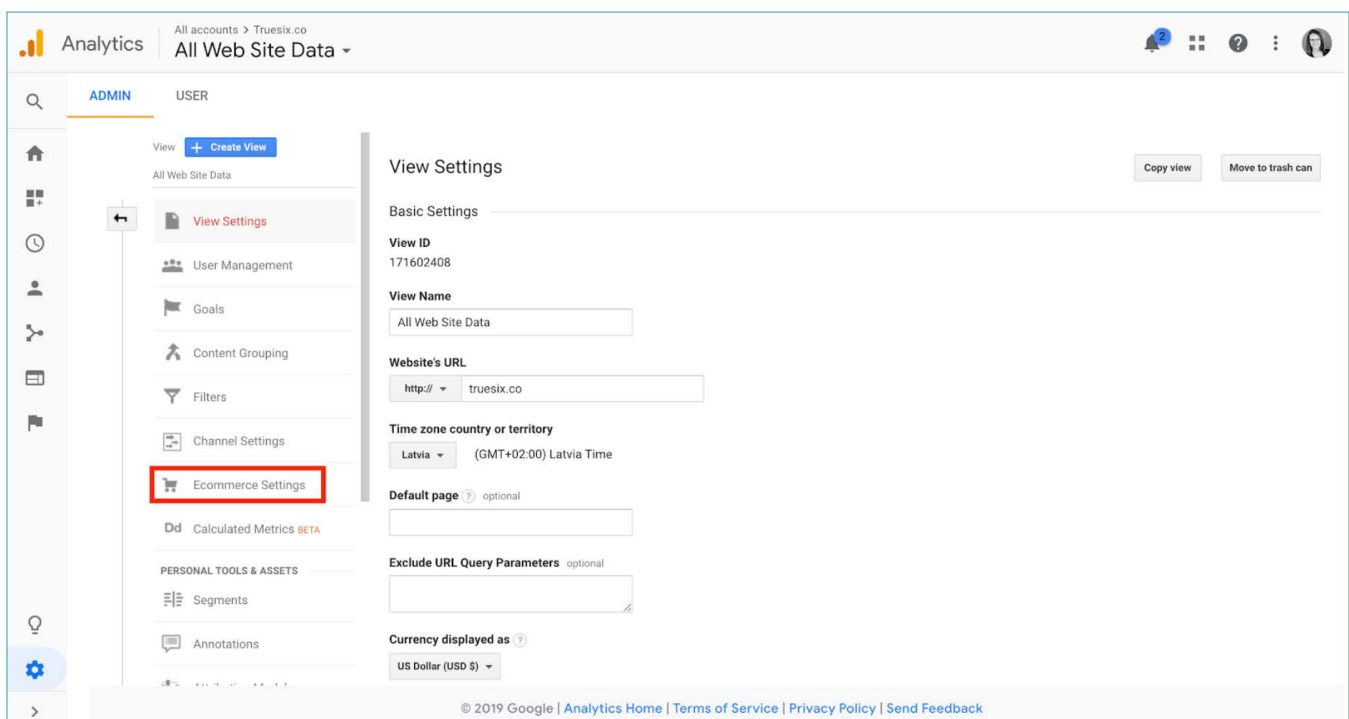 All accounts > Truesix.co
Analytics
All Web Site Data
2
ADMIN
USER
View
+ Create View
All Web Site Data
View Settings
User Management
Goals
Content Grouping
Filters
Channel Settings
Ecommerce Settings
Dd Calculated Metrics BETA
PERSONAL TOOLS & ASSETS
Segments
Annotations
View Settings
Copy view
Move to trash can
Basic Settings
View ID
171602408
View Name
All Web Site Data
Website's URL
http://
truesix.co
Time zone country or territory
Latvia
(GMT+02:00) Latvia Time
Default page ? optional
Exclude URL Query Parameters optional
Currency displayed as ?
US Dollar (USD $)
© 2019 Google | Analytics Home | Terms of Service | Privacy Policy | Send Feedback